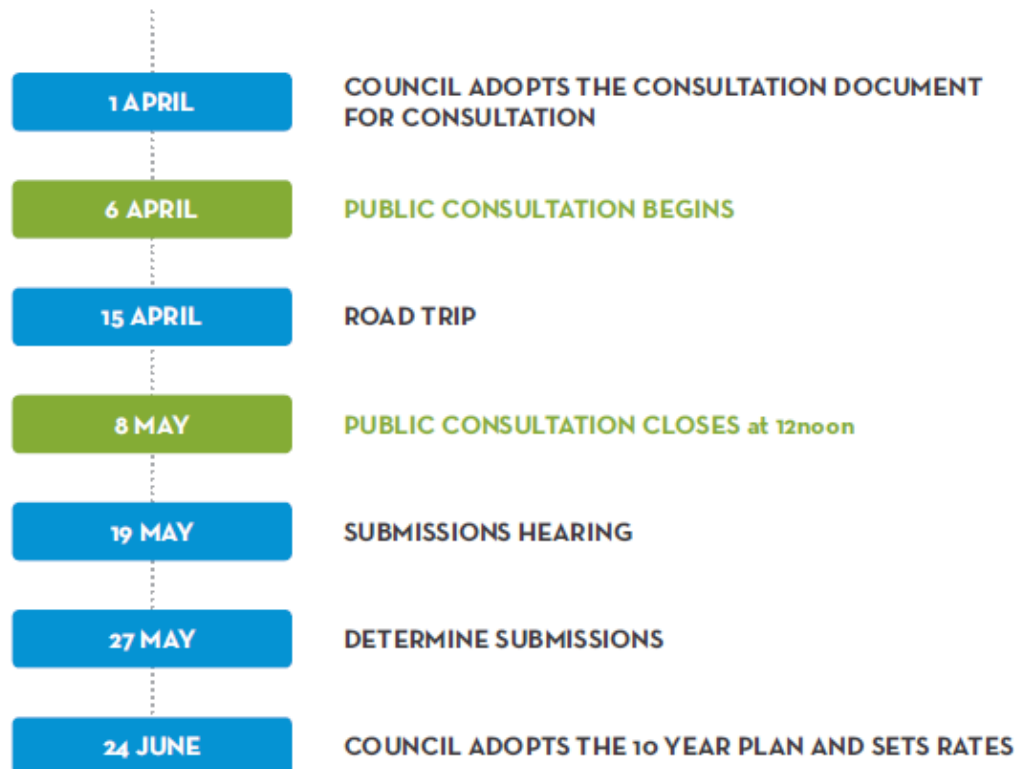 1 APRIL
COUNCIL ADOPTS THE CONSULTATION DOCUMENT
FOR CONSULTATION
6 APRIL
PUBLIC CONSULTATION BEGINS
15 APRIL
ROAD TRIP
8 MAY
PUBLIC CONSULTATION CLOSES at 12noon
19 MAY
SUBMISSIONS HEARING
27 MAY
DETERMINE SUBMISSIONS
24 JUNE
COUNCIL ADOPTS THE 10 YEAR PLAN AND SETS RATES